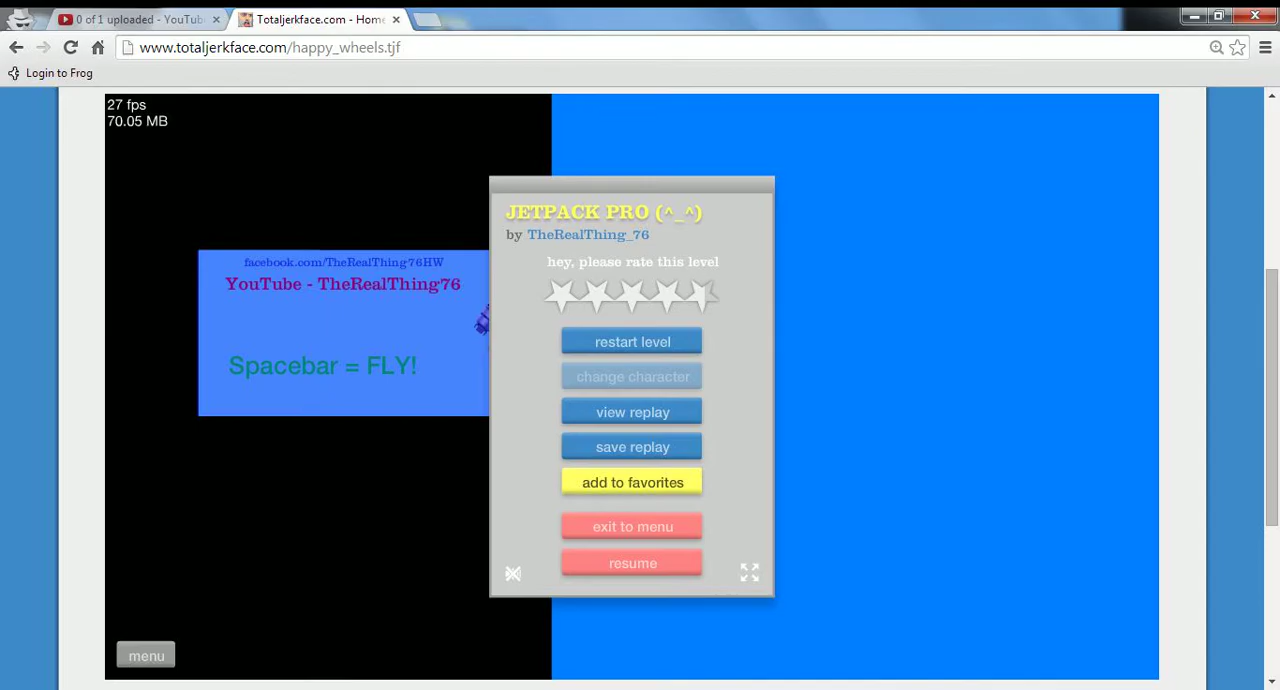 0 of 1 uploaded - YouTub
Totaljerkface.com - Home
www.totaljerkface.com/happy_wheels.tjf
Login to Frog
27 fps
70.05 MB
JETPACK PRO (^_^)
by TheRealThing_76
hey, please rate this level
facebook.com/TheRealThing76HW
YouTube - TheRealThing76
Spacebar = FLY!
restart level
change character
view replay
save replay
add to favorites
exit to menu
resume
menu